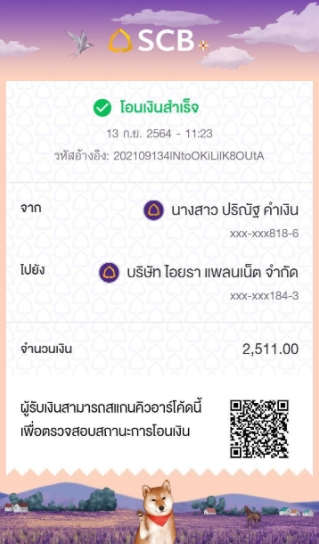 SCB
โอนเงินสำเร็จ
13 ก.ย. 2564 - 11:23
รหัสอ้างอิง: 202109134INtoOKiLiIK8OUtA
จาก
นางสาว ปริณัฐ คำเงิน
xxx-xxx818-6
ไปยัง
บริษัท ไอยรา แพลนเน็ต จำกัด
xxx-xxx184-3
จำนวนเงิน 2,511.00
ผู้รับเงินสามารถสแกนคิวอาร์โค้ดนี้
เพื่อตรวจสอบสถานะการโอนเงิน